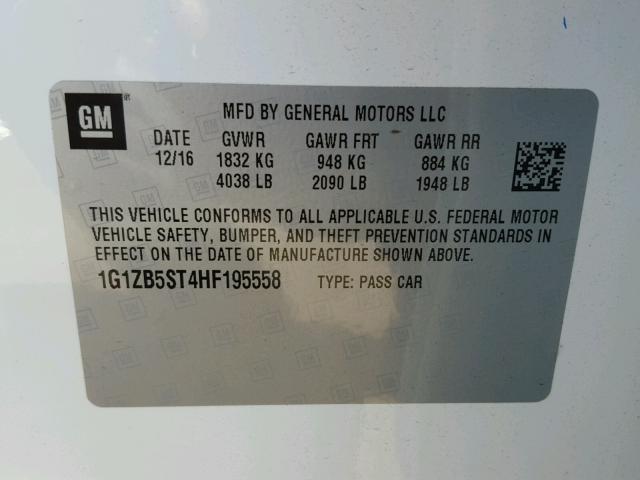 GM
MFD BY GENERAL MOTORS LLC
DATE GVWR GAWR FRT GAWR RR
12/16 1832 KG 948 KG 884 KG
4038 LB 2090 LB 1948 LB
THIS VEHICLE CONFORMS TO ALL APPLICABLE U.S. FEDERAL MOTOR
VEHICLE SAFETY, BUMPER, AND THEFT PREVENTION STANDARDS IN
EFFECT ON THE DATE OF MANUFACTURE SHOWN ABOVE.
1G1ZB5ST4HF195558 TYPE: PASS CAR